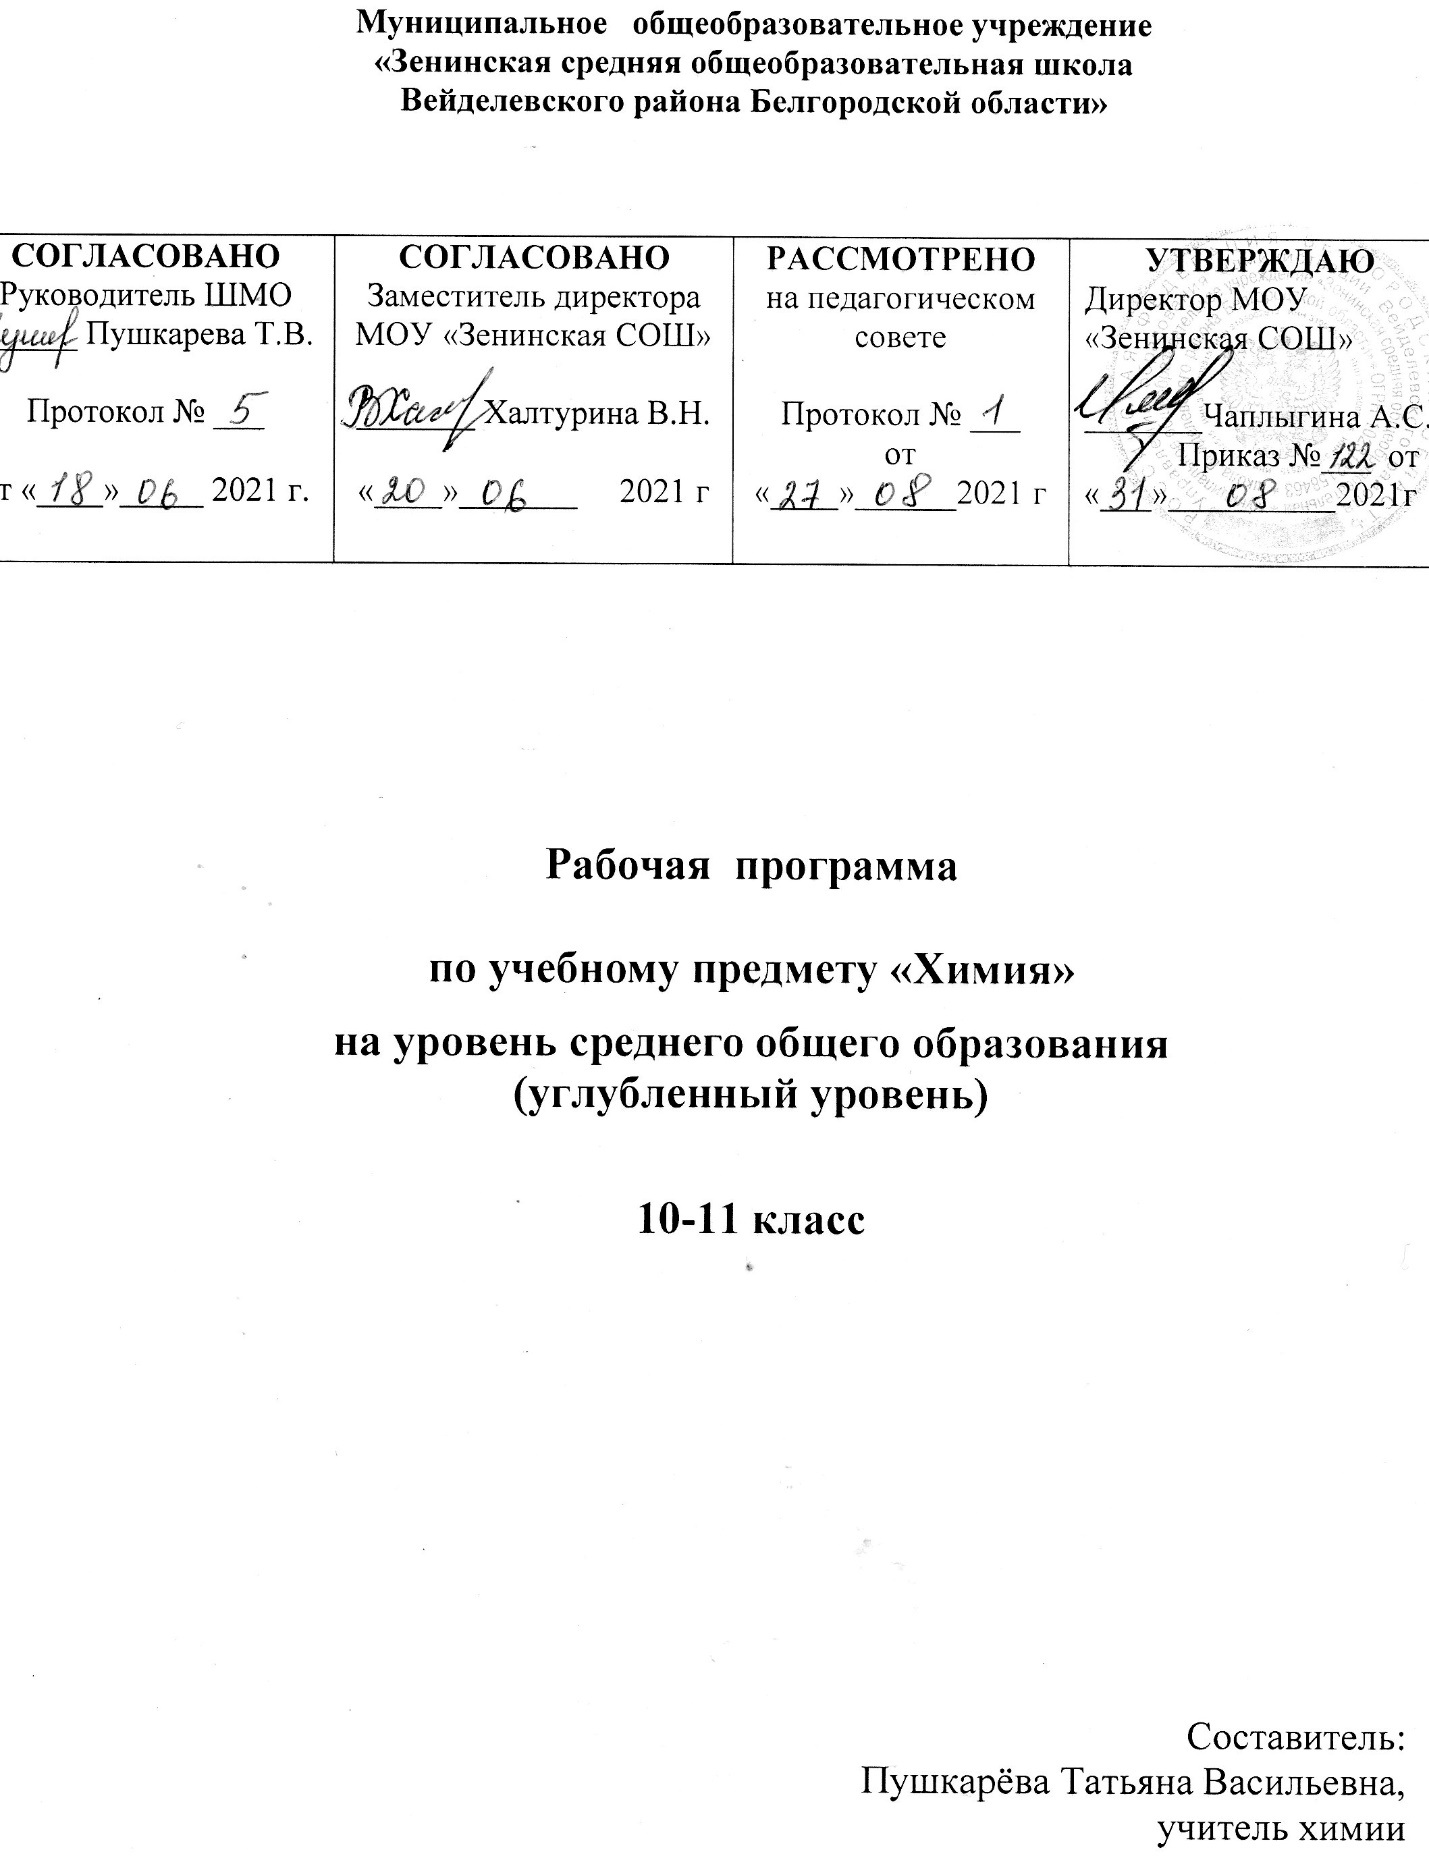 Муниципальное общеобразовательное учреждение
«Зенинская средняя общеобразовательная школа
Вейделевского района Белгородской области»
СОГЛАСОВАНО
Руководитель ШМО
Пушкарева Т.В.
Протокол № 5
т «18» 06 2021 г.
СОГЛАСОВАНО
Заместитель директора
МОУ «Зенинская СОШ»
Халтурина В.Н.
«20» 06 2021 г
РАССМОТРЕНО
на педагогическом
совете
Протокол № 1
от
«27» 08 2021 г
УТВЕРЖДАЮ
Директор МОУ
«Зенинская СОШ»
Чаплыгина А.С.
Приказ № 122 от
«31» 08 2021г
Рабочая программа
по учебному предмету «Химия»
на уровень среднего общего образования
(углубленный уровень)
10-11 класс
Составитель:
Пушкарёва Татьяна Васильевна,
учитель химии